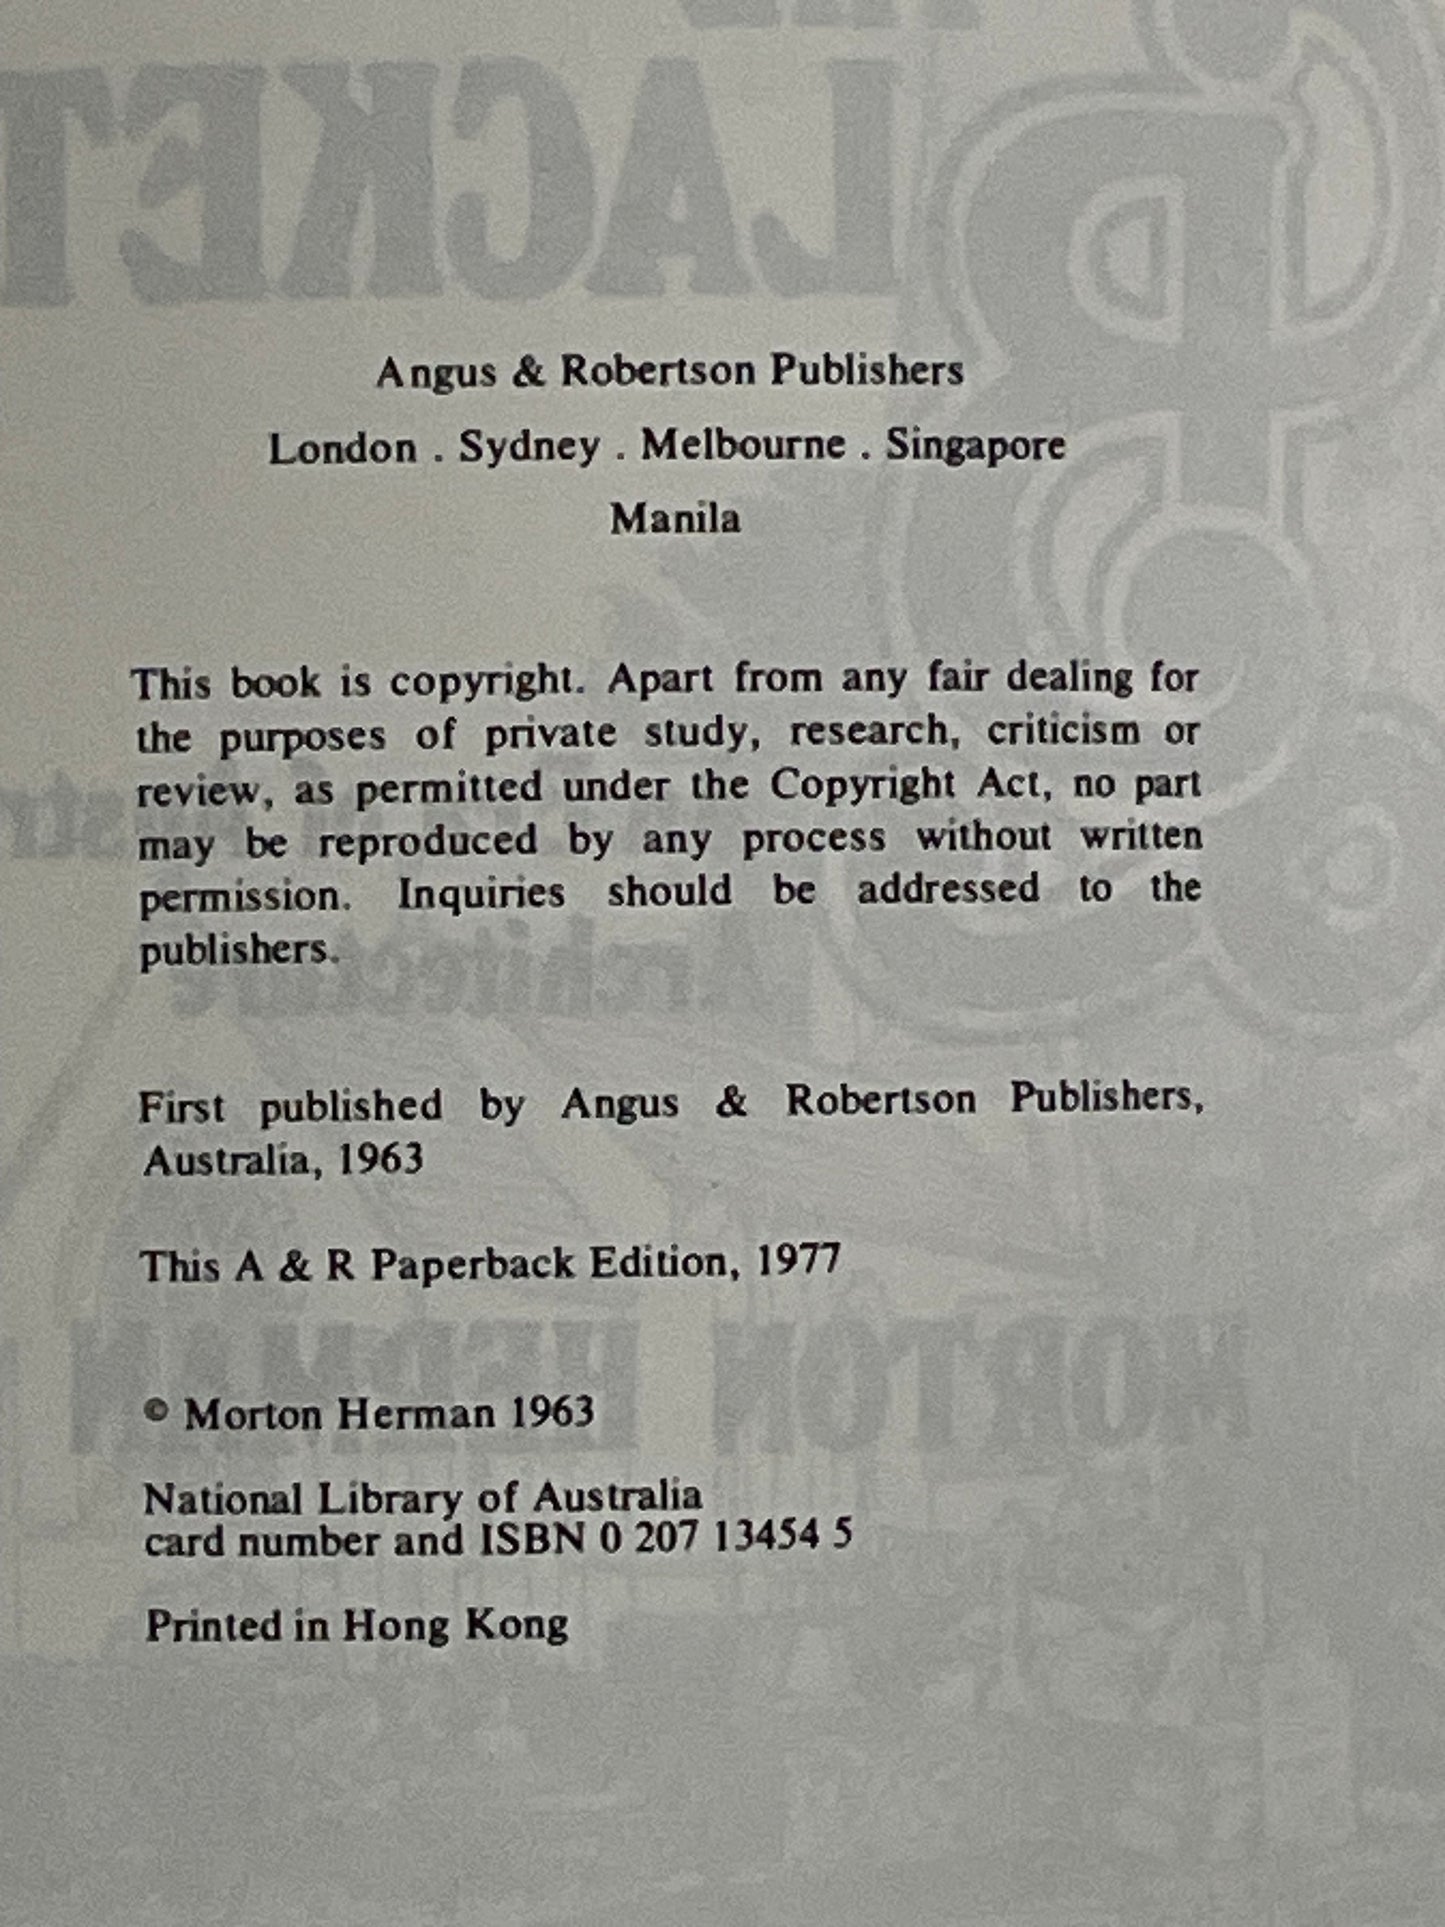 Angus & Robertson Publishers
London . Sydney . Melbourne . Singapore
Manila
This book is copyright. Apart from any fair dealing for
the purposes of private study, research, criticism or
review, as permitted under the Copyright Act, no part
may be reproduced by any process without written
permission. Inquiries should be addressed to the
publishers.
First published by Angus & Robertson Publishers,
Australia, 1963
This A & R Paperback Edition, 1977
© Morton Herman 1963
National Library of Australia
card number and ISBN 0 207 13454 5
Printed in Hong Kong